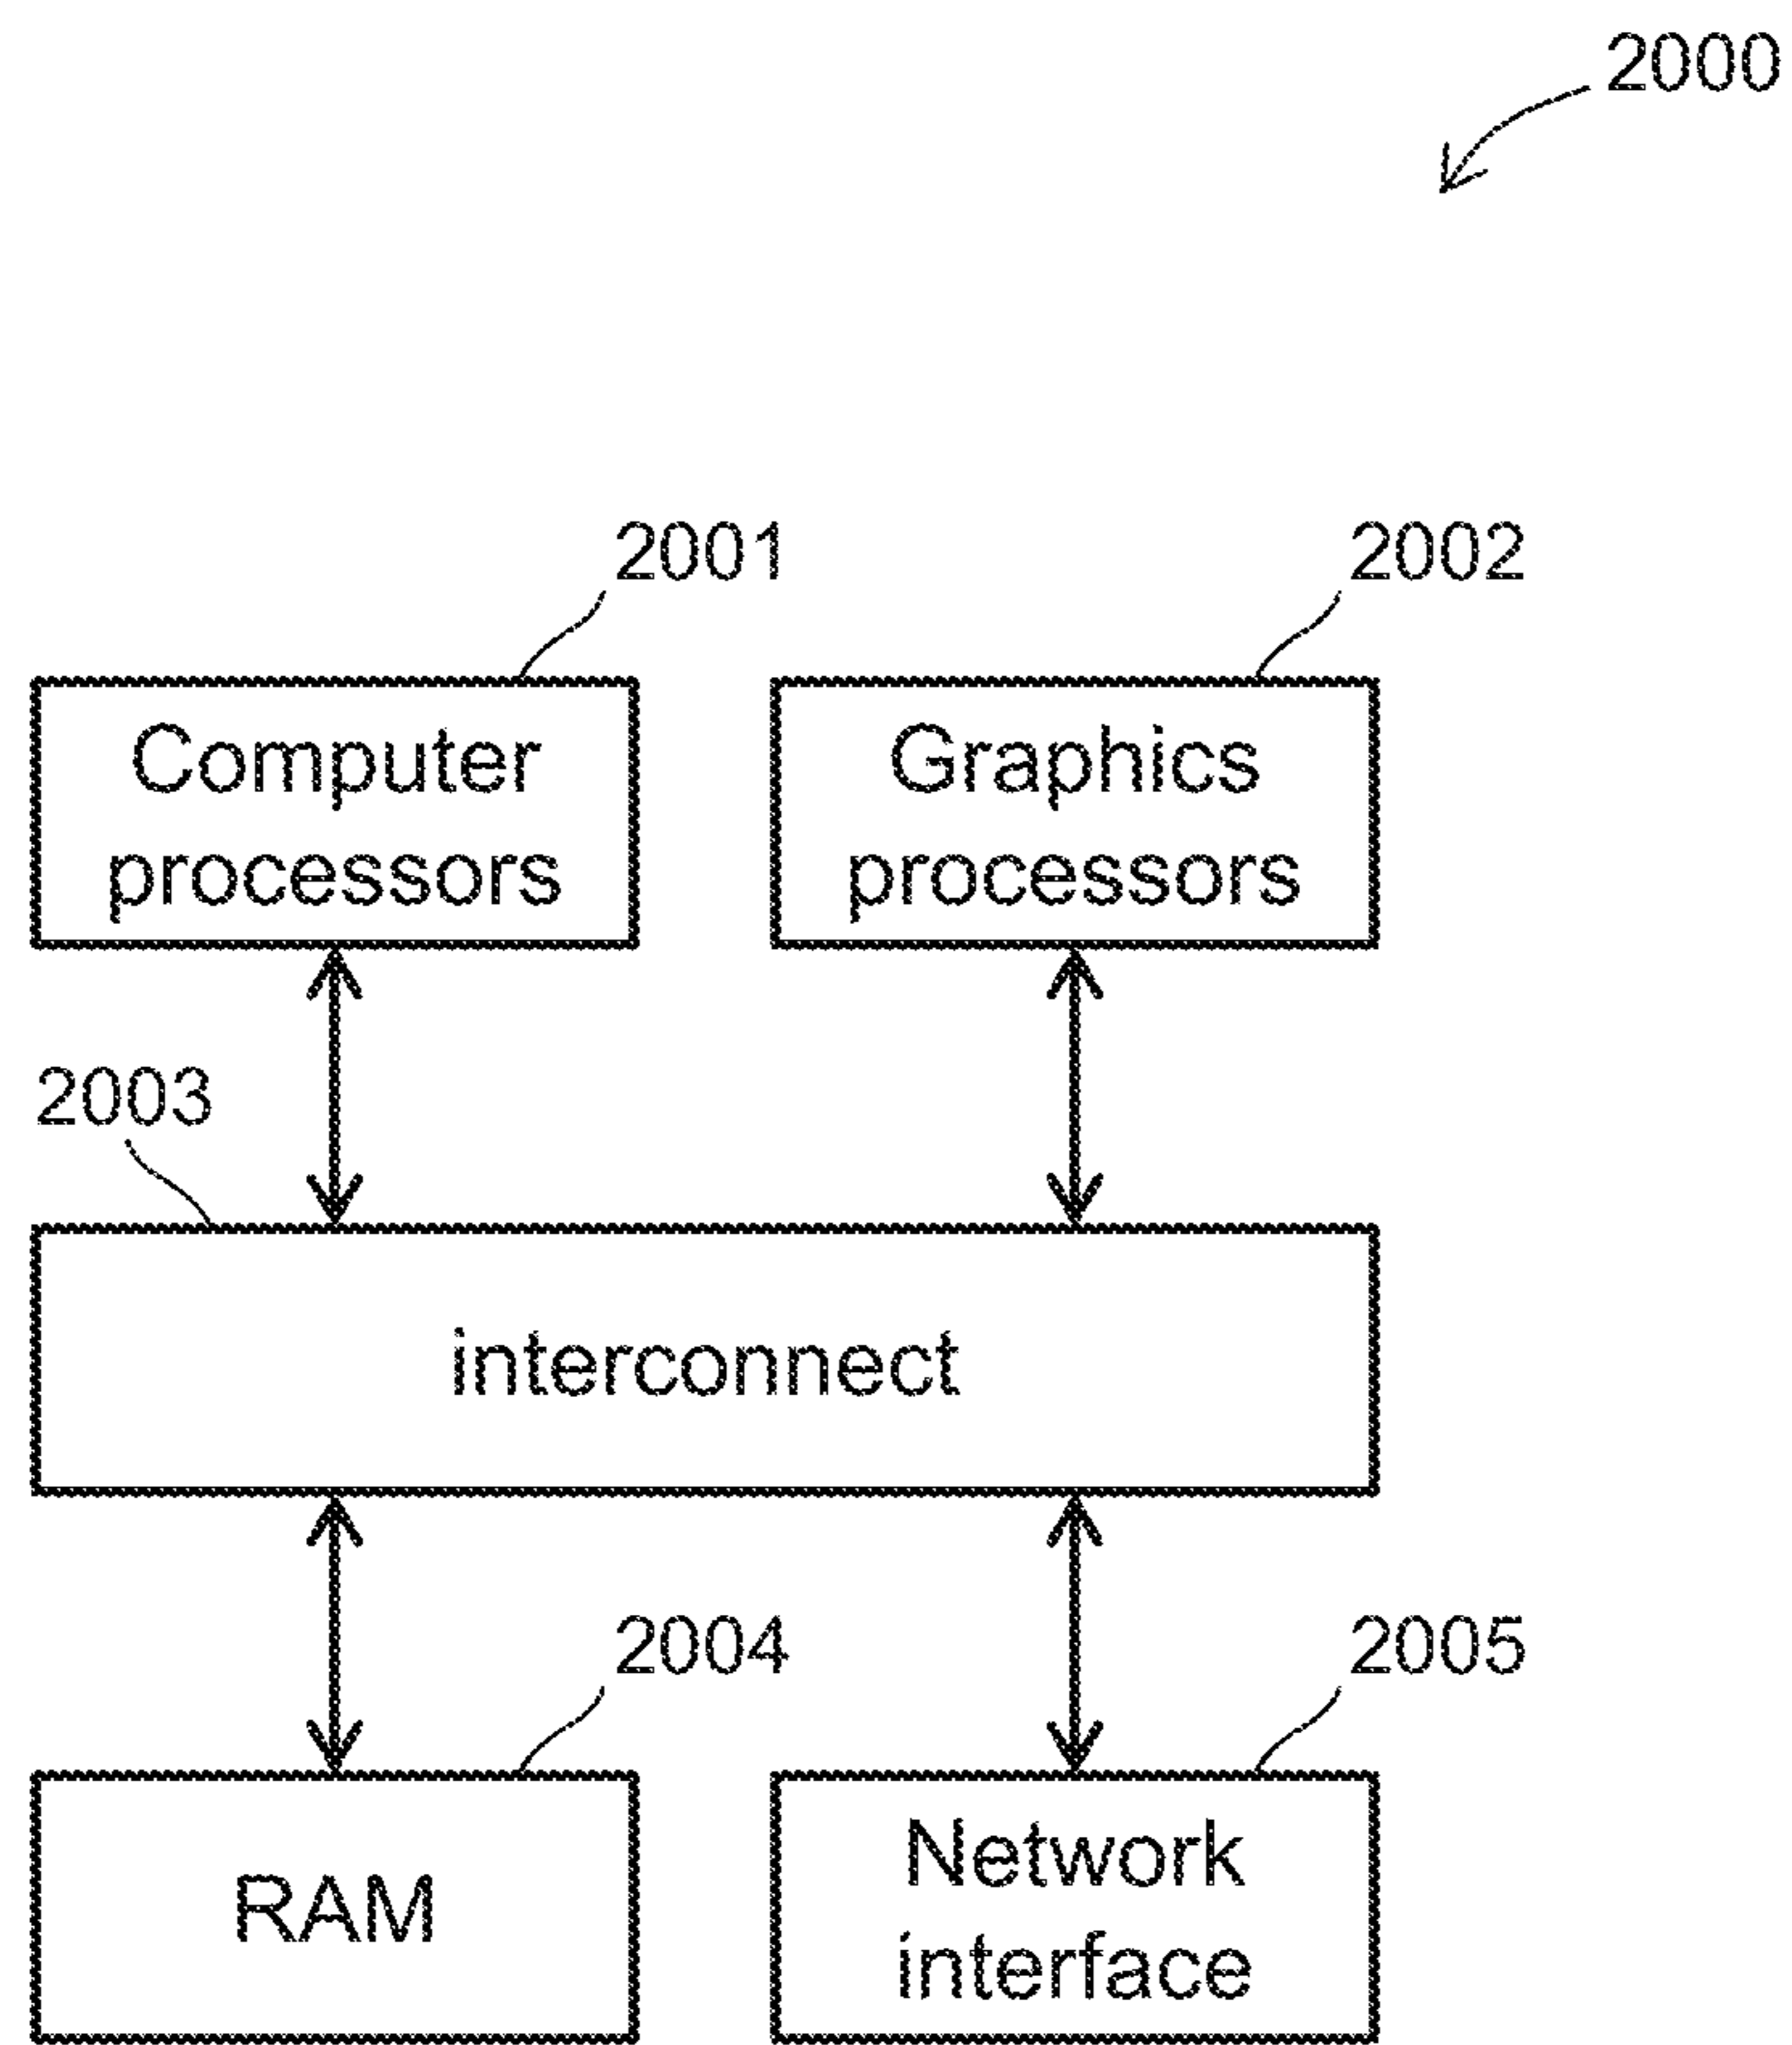 2000
2001
2002
Computer
processors
Graphics
processors
2003
interconnect
2004
2005
RAM
Network
interface